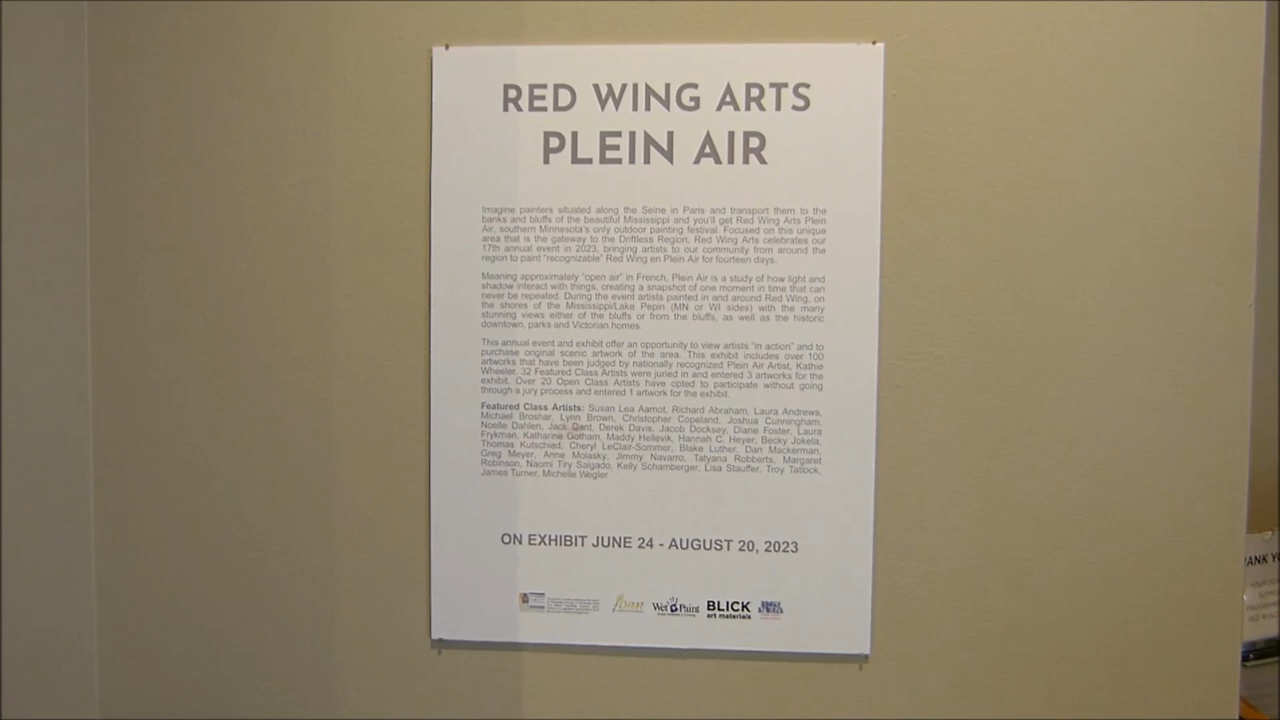 RED WING ARTS
PLEIN AIR
Imagine painters situated along the Seine in Paris and transport them to the
banks and bluffs of the beautiful Mississippi and you'll get Red Wing Arts Plein
Air, southern Minnesota's only outdoor painting festival. Focused on this unique
area that is the gateway to the Driftless Region, Red Wing Arts celebrates our
17th annual event in 2023, bringing artists to our community from around the
region to paint "recognizable" Red Wing en Plein Air for fourteen days.
Meaning approximately "open air" in French, Plein Air is a study of how light and
shadow interact with things, creating a snapshot of one moment in time that can
never be repeated. During the event artists painted in and around Red Wing, on
the shores of the Mississippi/Lake Pepin (MN or WI sides) with the many
stunning views either of the bluffs or from the bluffs, as well as the historic
downtown, parks and Victorian homes.
This annual event and exhibit offer an opportunity to view artists "in action" and to
purchase original scenic artwork of the area. This exhibit includes over 100
artworks that have been judged by nationally recognized Plein Air Artist, Kathie
Wheeler. 32 Featured Class Artists were juried in and entered 3 artworks for the
exhibit. Over 20 Open Class Artists have opted to participate without going
through a jury process and entered 1 artwork for the exhibit.
Featured Class Artists: Susan Lea Aarnot, Richard Abraham, Laura Andrews,
Michael Broshar, Lynn Brown, Christopher Copeland, Joshua Cunningham,
Noelle Dahlen, Jack Dant, Derek Davis, Jacob Docksey, Diane Foster, Laura
Frykman, Katharine Gotham, Maddy Hellevik, Hannah C. Heyer, Becky Jokela,
Thomas Kutschied, Cheryl LeClair-Sommer, Blake Luther, Dan Mackerman,
Greg Meyer, Anne Molasky, Jimmy Navarro, Tatyana Robberts, Margaret
Robinson, Naomi Tiry Salgado, Kelly Schamberger, Lisa Stauffer, Troy Tatlock,
James Turner, Michelle Wegler
ON EXHIBIT JUNE 24 - AUGUST 20, 2023
Wet Paint
BLICK
art materials
ANK Y